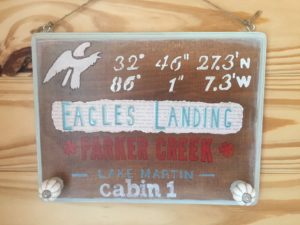 32° 46" 27.3'N
86° 1" 7.3'W
EAGLES LANDING
PARKER CREEK
LAKE MARTIN
cabin 1